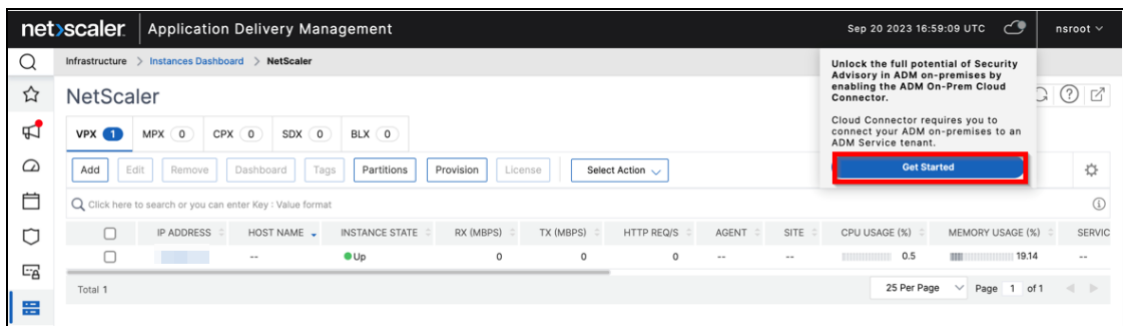 net>scaler. Application Delivery Management
Sep 20 2023 16:59:09 UTC
nsroot
Infrastructure > Instances Dashboard > NetScaler
Unlock the full potential of Security
Advisory in ADM on-premises by
enabling the ADM On-Prem Cloud
Connector.
Cloud Connector requires you to
connect your ADM on-premises to an
ADM Service tenant.
Get Started
NetScaler
VPX 1 MPX 0 CPX 0 SDX 0 BLX 0
Add Edit Remove Dashboard Tags Partitions Provision License Select Action
Click here to search or you can enter Key : Value format
IP ADDRESS HOST NAME INSTANCE STATE RX (MBPS) TX (MBPS) HTTP REQ/S AGENT SITE CPU USAGE (%) MEMORY USAGE (%) SERVIC
-- Up 0 0 0 -- -- 0.5 19.14 --
Total 1
25 Per Page Page 1 of 1